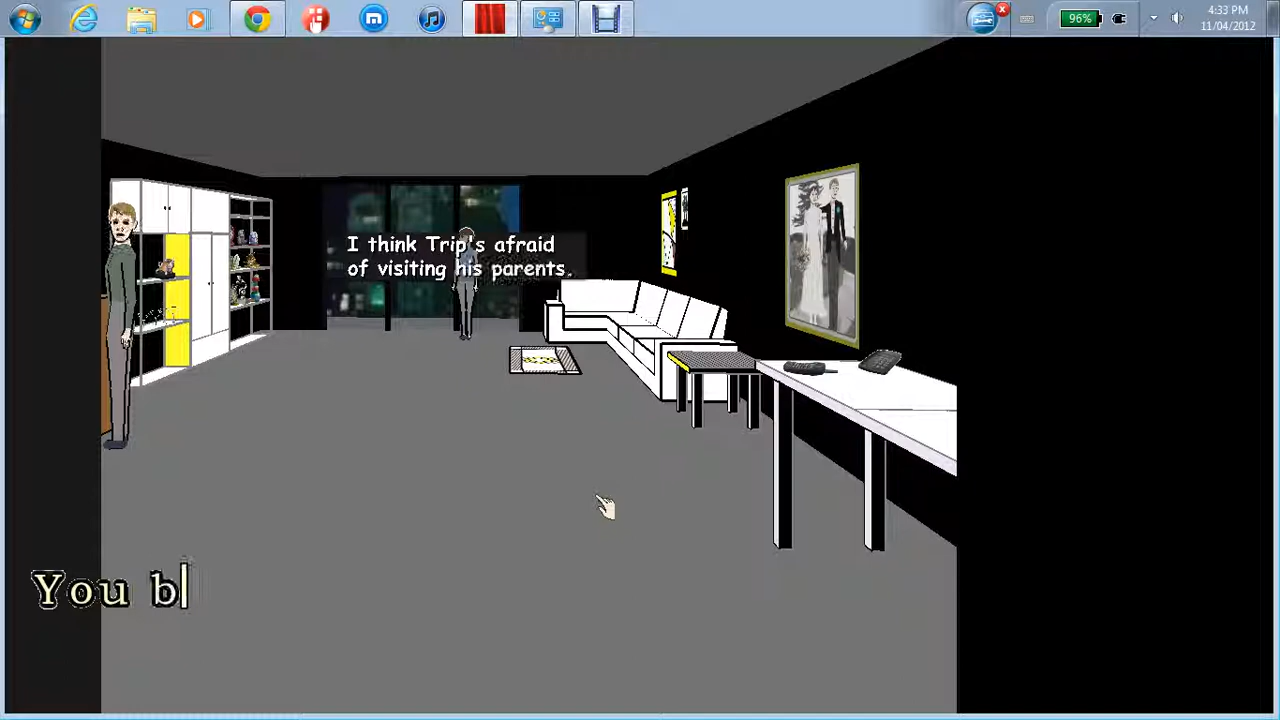 96%
4:33 PM
11/04/2012
I think Trip's afraid
of visiting his parents.
You b